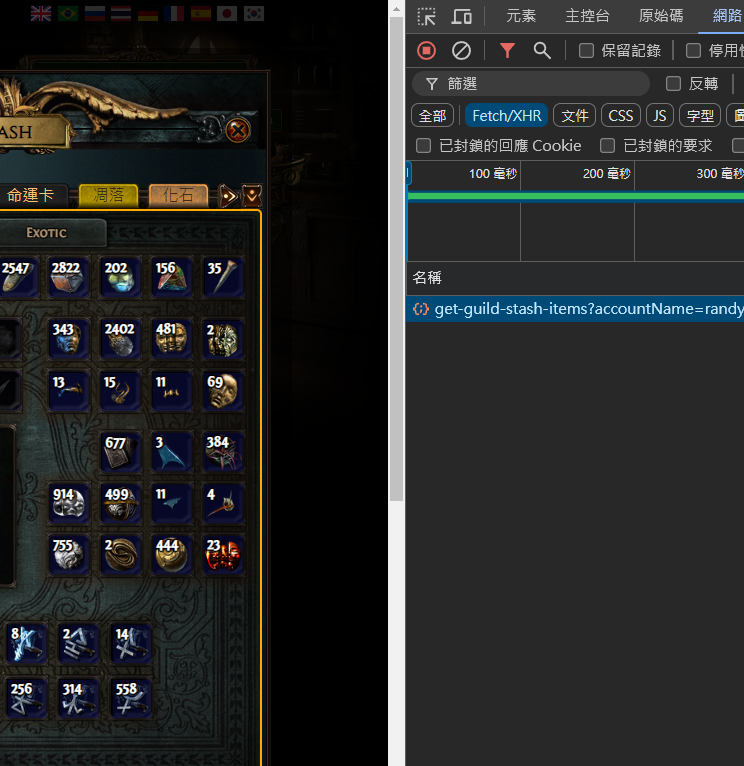 元素 主控台 原始碼 網路
保留記錄
篩選
反轉
ASH
全部 Fetch/XHR 文件 CSS JS 字型
已封鎖的回應 Cookie 已封鎖的要求
100 毫秒 200 毫秒 300 毫秒
命運卡 凋落 化石
EXOTIC
2547 2822 202 156 35
名稱
get-guild-stash-items?accountName=randy
343 2402 481 2
13 15 11 69
677 3 384
914 499 11 4
755 2 444 23
8 2 14
256 314 558